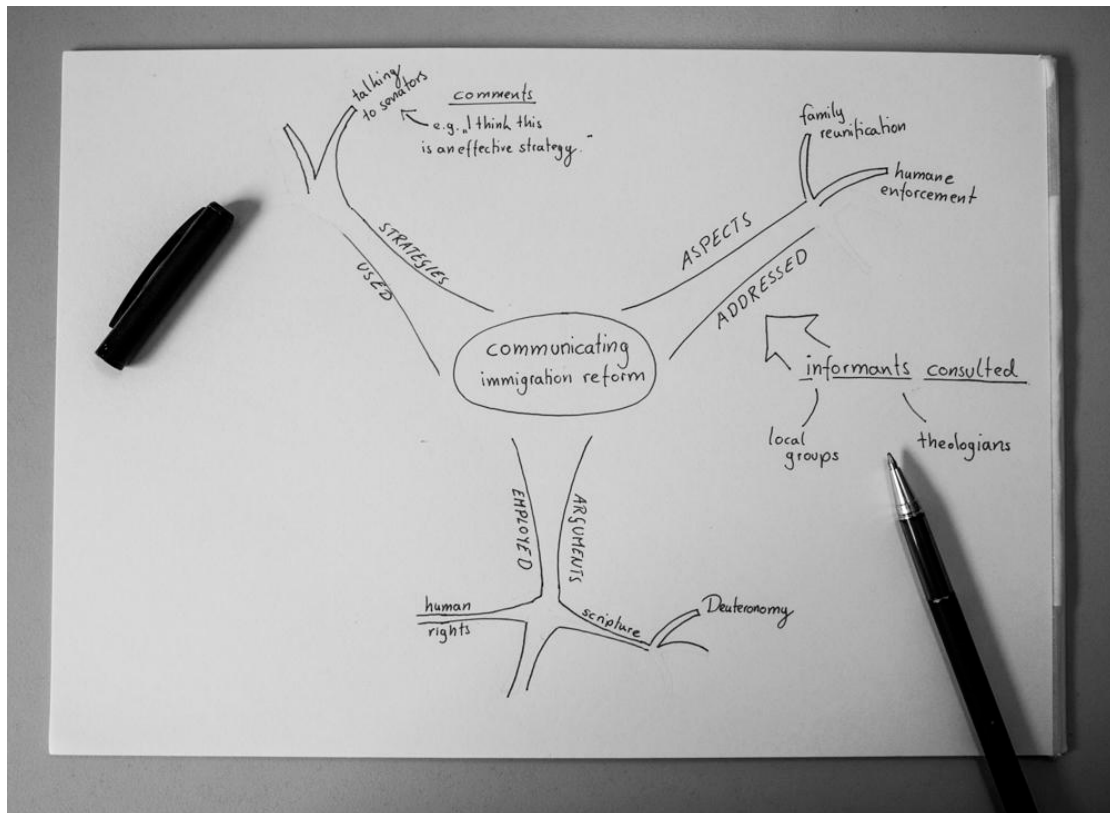 talking
to senators
comments
e.g. „I think this
is an effective strategy."
STRATEGIES
USED
family
reunification
humane
enforcement
ASPECTS
ADDRESSED
communicating
immigration reform
informants consulted
local
groups
theologians
EMPLOYED
ARGUMENTS
human
rights
scripture
Deuteronomy